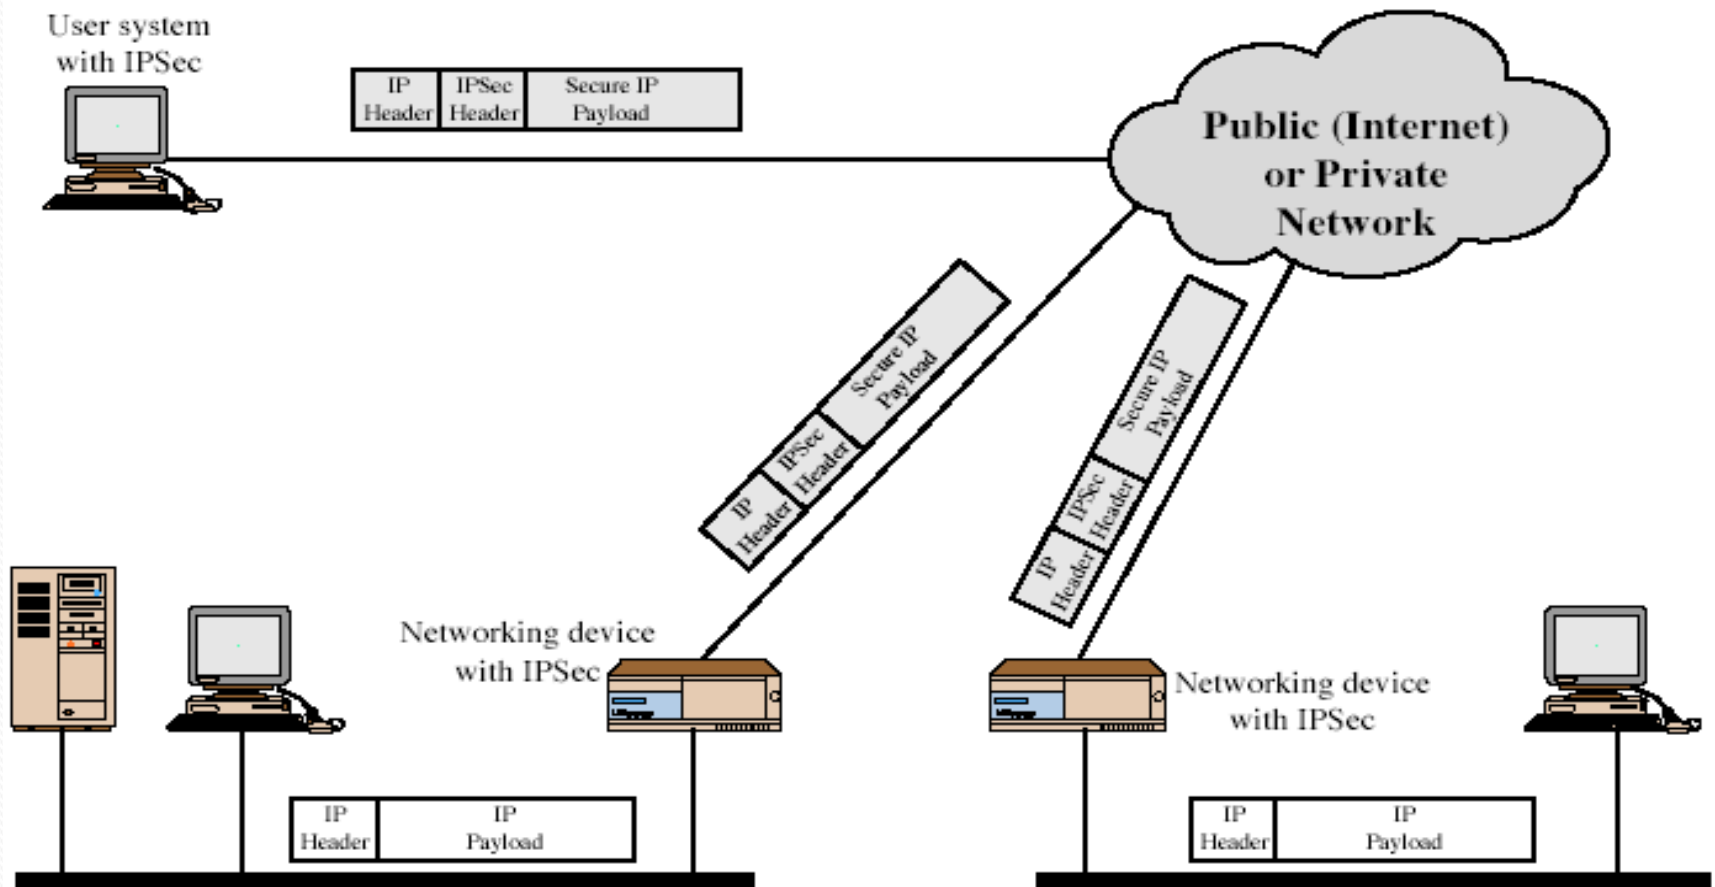 User system
with IPSec
IP
Header
IPSec
Header
Secure IP
Payload
Public (Internet)
or Private
Network
IP
Header
IPSec
Header
Secure IP
Payload
IP
Header
IPSec
Header
Secure IP
Payload
Networking device
with IPSec
Networking device
with IPSec
IP
Header
IP
Payload
IP
Header
IP
Payload